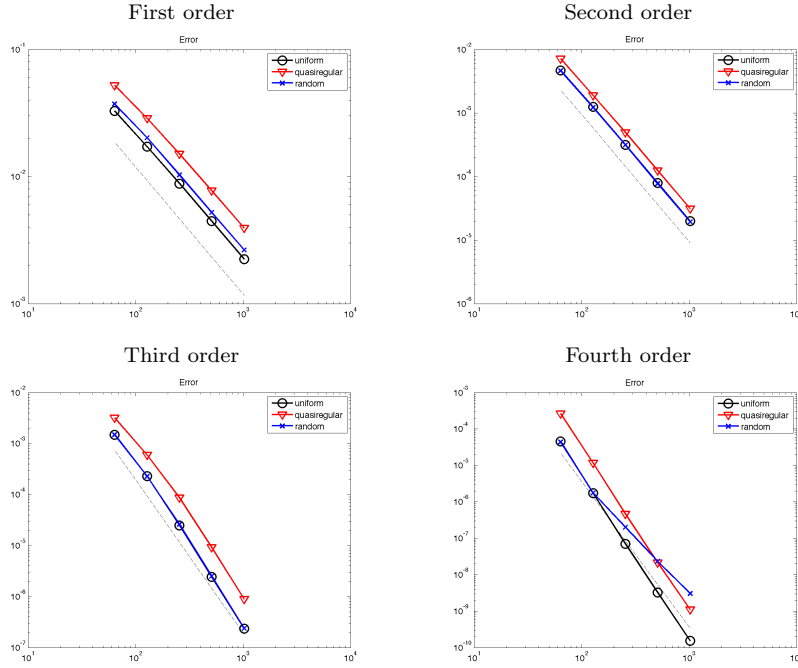 First order
Error
10^-1
10^-2
10^-3
10^1
10^2
10^3
10^4
uniform
quasiregular
random
Second order
Error
10^-2
10^-3
10^-4
10^-5
10^-6
10^1
10^2
10^3
10^4
uniform
quasiregular
random
Third order
Error
10^-2
10^-3
10^-4
10^-5
10^-6
10^-7
10^1
10^2
10^3
10^4
uniform
quasiregular
random
Fourth order
Error
10^-3
10^-4
10^-5
10^-6
10^-7
10^-8
10^-9
10^-10
10^1
10^2
10^3
10
uniform
quasiregular
random